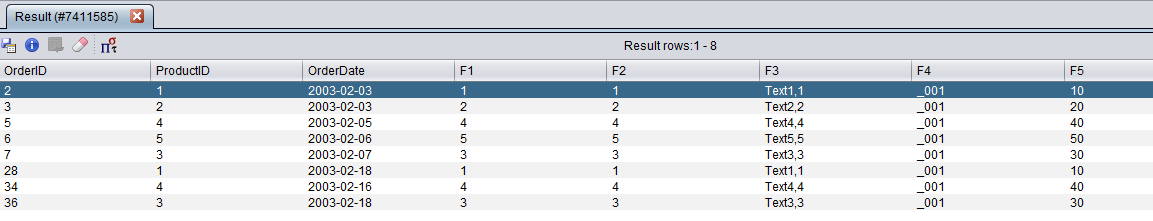 Result (#7411585)
Result rows:1 - 8
OrderID ProductID OrderDate F1 F2 F3 F4 F5
2 1 2003-02-03 1 1 Text1,1 _001 10
3 2 2003-02-03 2 2 Text2,2 _001 20
5 4 2003-02-05 4 4 Text4,4 _001 40
6 5 2003-02-06 5 5 Text5,5 _001 50
7 3 2003-02-07 3 3 Text3,3 _001 30
28 1 2003-02-18 1 1 Text1,1 _001 10
34 4 2003-02-16 4 4 Text4,4 _001 40
36 3 2003-02-18 3 3 Text3,3 _001 30